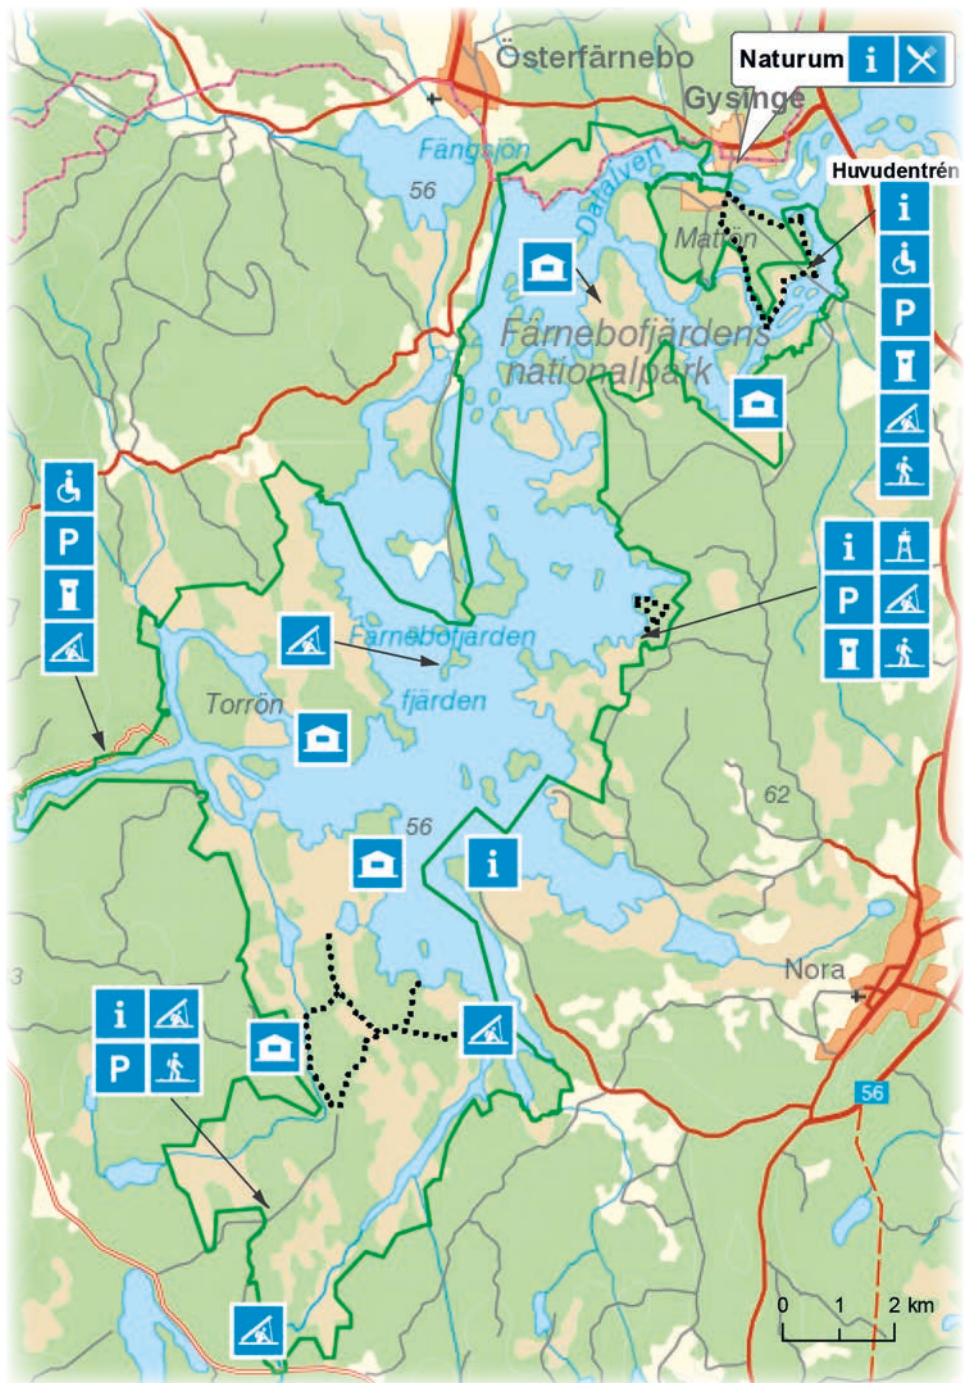 Österfärnebo
Naturum i
Gysinge
Fängsjön
Huvudentrén
56
Dalälven
i
Mattön
P
Färnebofjärdens
nationalpark
P
i
P
Färnebofjärden
Torrön
fjärden
62
56
i
Nora
3
i
P
56
0 1 2 km